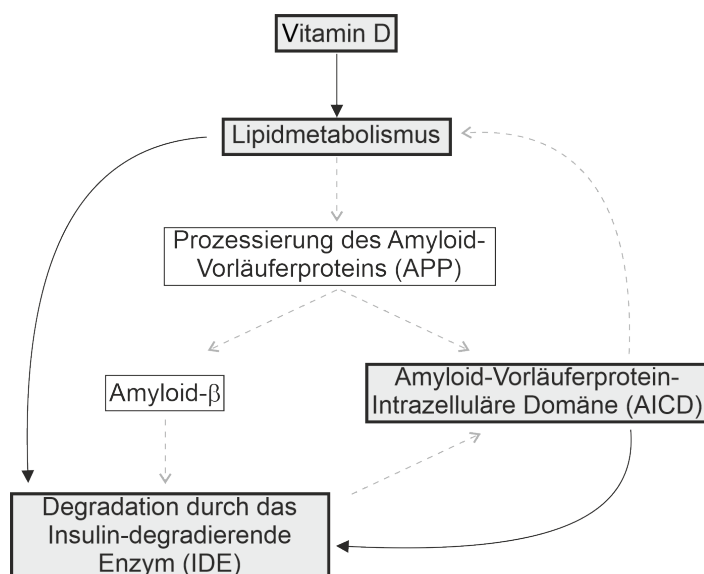 Vitamin D
Lipidmetabolismus
Prozessierung des Amyloid-
Vorläuferproteins (APP)
Amyloid-β
Amyloid-Vorläuferprotein-
Intrazelluläre Domäne (AICD)
Degradation durch das
Insulin-degradierende
Enzym (IDE)